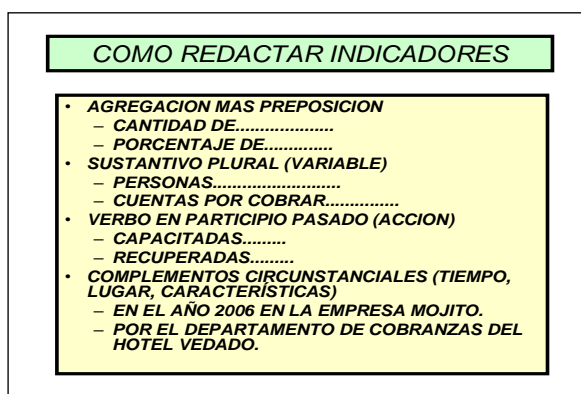 COMO REDACTAR INDICADORES
• AGREGACION MAS PREPOSICION
– CANTIDAD DE....................
– PORCENTAJE DE..............
• SUSTANTIVO PLURAL (VARIABLE)
– PERSONAS..........................
– CUENTAS POR COBRAR...............
• VERBO EN PARTICIPIO PASADO (ACCION)
– CAPACITADAS.........
– RECUPERADAS.........
• COMPLEMENTOS CIRCUNSTANCIALES (TIEMPO,
LUGAR, CARACTERÍSTICAS)
– EN EL AÑO 2006 EN LA EMPRESA MOJITO.
– POR EL DEPARTAMENTO DE COBRANZAS DEL
HOTEL VEDADO.